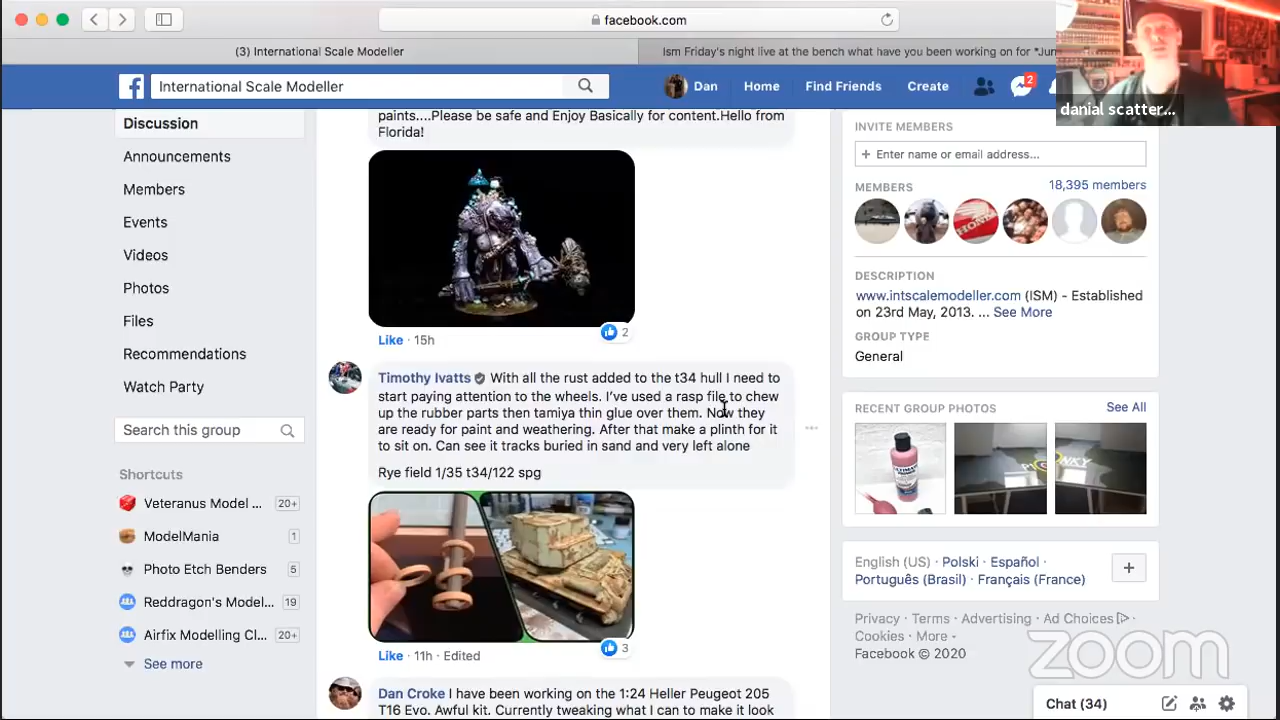 facebook.com
(3) International Scale Modeller
Ism Friday's night live at the bench what have you been working on for *Jun
International Scale Modeller
Dan
Home
Find Friends
Create
2
danial scatter...
Discussion
Announcements
Members
Events
Videos
Photos
Files
Recommendations
Watch Party
Search this group
Shortcuts
Veteranus Model ...
20+
ModelMania
1
Photo Etch Benders
5
Reddragon's Model...
19
Airfix Modelling Cl...
20+
See more
paints....Please be safe and Enjoy Basically for content.Hello from
Florida!
2
Like · 15h
Timothy Ivatts With all the rust added to the t34 hull I need to
start paying attention to the wheels. I've used a rasp file to chew
up the rubber parts then tamiya thin glue over them. Now they
are ready for paint and weathering. After that make a plinth for it
to sit on. Can see it tracks buried in sand and very left alone
Rye field 1/35 t34/122 spg
3
Like · 11h · Edited
Dan Croke I have been working on the 1:24 Heller Peugeot 205
T16 Evo. Awful kit. Currently tweaking what I can to make it look
INVITE MEMBERS
+ Enter name or email address...
MEMBERS
18,395 members
HONDA
DESCRIPTION
www.intscalemodeller.com (ISM) - Established
on 23rd May, 2013. ... See More
GROUP TYPE
General
RECENT GROUP PHOTOS
See All
English (US) · Polski · Español ·
Português (Brasil) · Français (France)
Privacy · Terms · Advertising · Ad Choices ·
Cookies · More
Facebook © 2020
zoom
Chat (34)